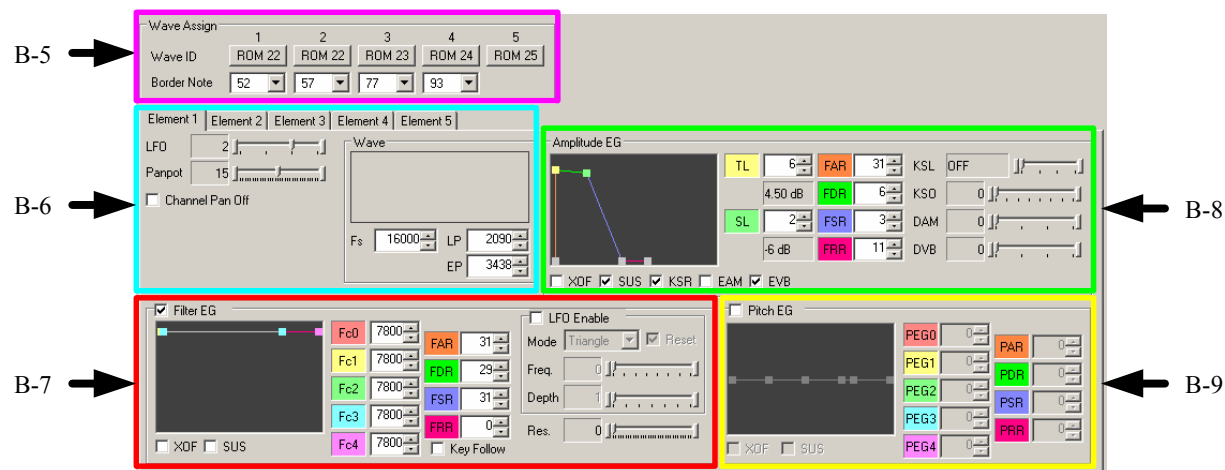 Wave Assign
1 2 3 4 5
B-5
Wave ID ROM 22 ROM 22 ROM 23 ROM 24 ROM 25
Border Note 52 57 77 93
Element 1 Element 2 Element 3 Element 4 Element 5
LFO 2
Panpot 15
Channel Pan Off
B-6
Wave
Fs 16000 LP 2090
EP 3438
Amplitude EG
TL 6 FAR 31 KSL OFF
4.50 dB FDR 6 KSO 0
SL 2 FSR 3 DAM 0
-6 dB FRR 11 DVB 0
XOF SUS KSR EAM EVB
B-8
Filter EG
Fc0 7800 FAR 31
Fc1 7800 FDR 29
Fc2 7800 FSR 31
Fc3 7800 FRR 0
Fc4 7800 Key Follow
XOF SUS
B-7
LFO Enable
Mode Triangle Reset
Freq. 0
Depth 1
Res. 0
Pitch EG
PEG0 0 PAR 0
PEG1 0 PDR 0
PEG2 0 PSR 0
PEG3 0 PRR 0
PEG4 0
XOF SUS
B-9